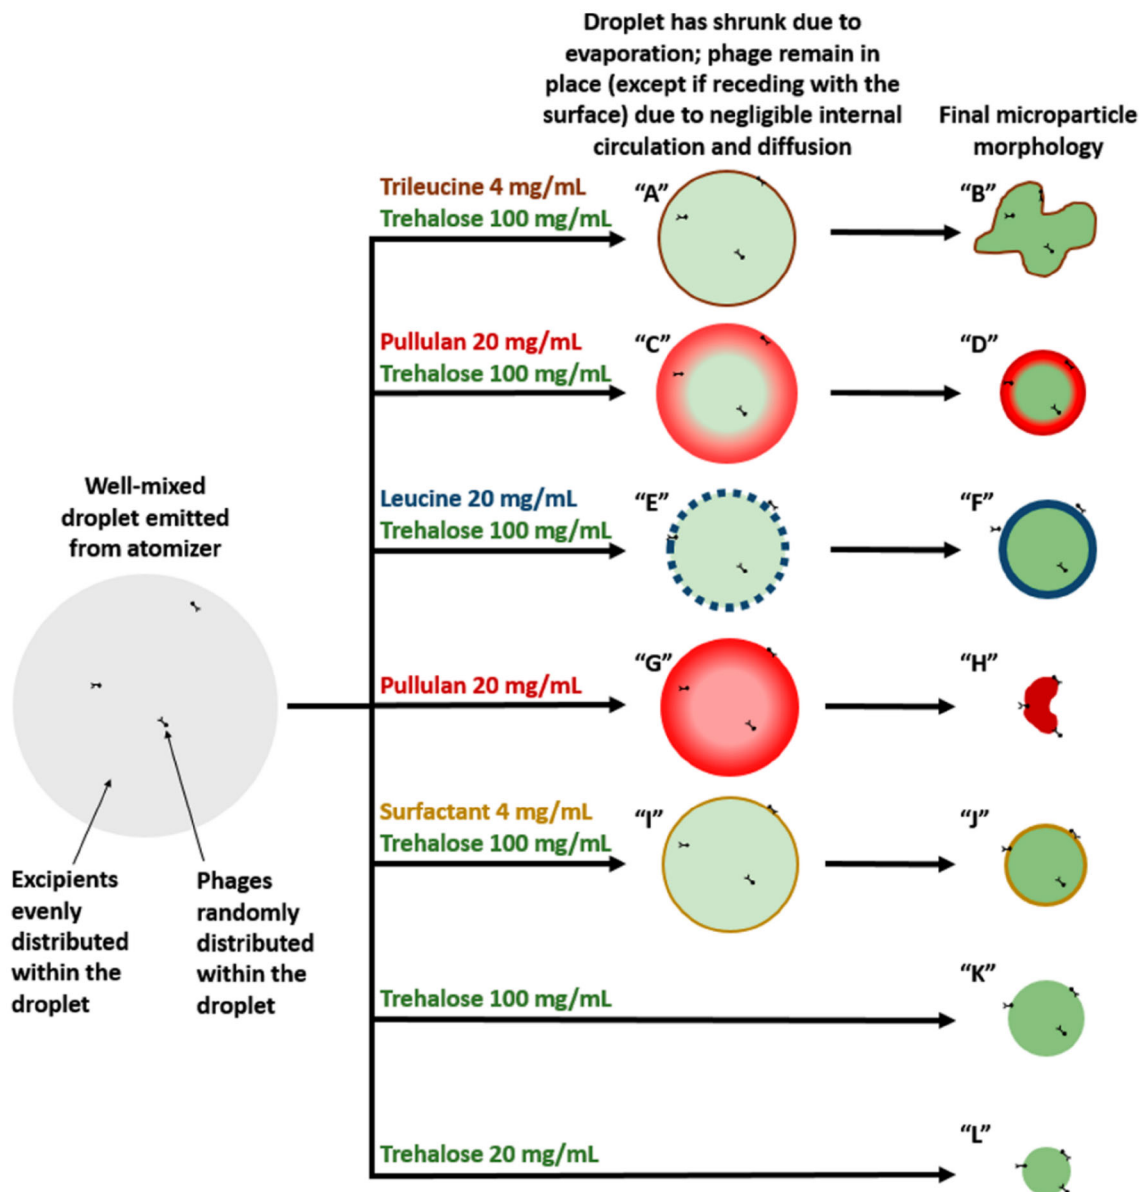 Droplet has shrunk due to
evaporation; phage remain in
place (except if receding with the
surface) due to negligible internal
circulation and diffusion
Final microparticle
morphology
Trileucine 4 mg/mL
Trehalose 100 mg/mL
“A”
“B”
Pullulan 20 mg/mL
Trehalose 100 mg/mL
“C”
“D”
Well-mixed
droplet emitted
from atomizer
Leucine 20 mg/mL
Trehalose 100 mg/mL
“E”
“F”
Pullulan 20 mg/mL
“G”
“H”
Surfactant 4 mg/mL
Trehalose 100 mg/mL
“I”
“J”
Excipients
evenly
distributed
within the
droplet
Phages
randomly
distributed
within the
droplet
Trehalose 100 mg/mL
“K”
Trehalose 20 mg/mL
“L”